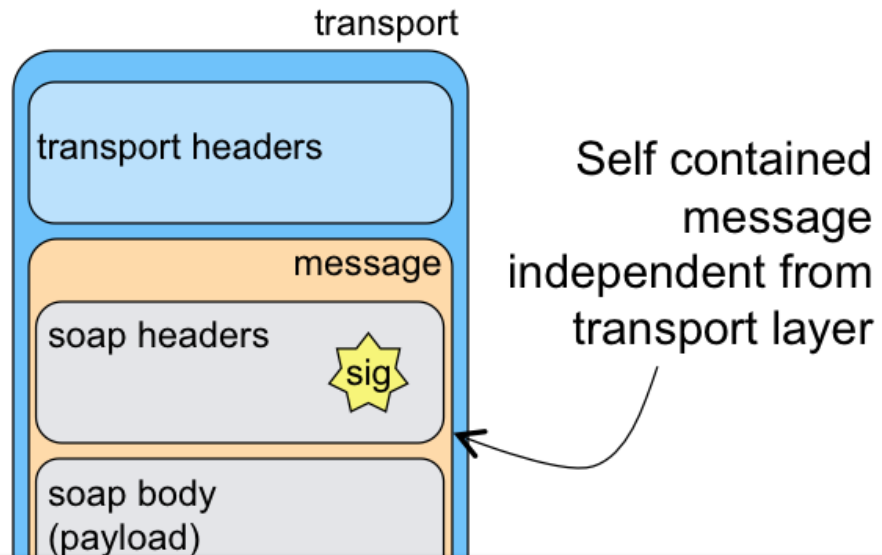 transport
transport headers
Self contained
message
independent from
transport layer
message
soap headers
sig
soap body
(payload)